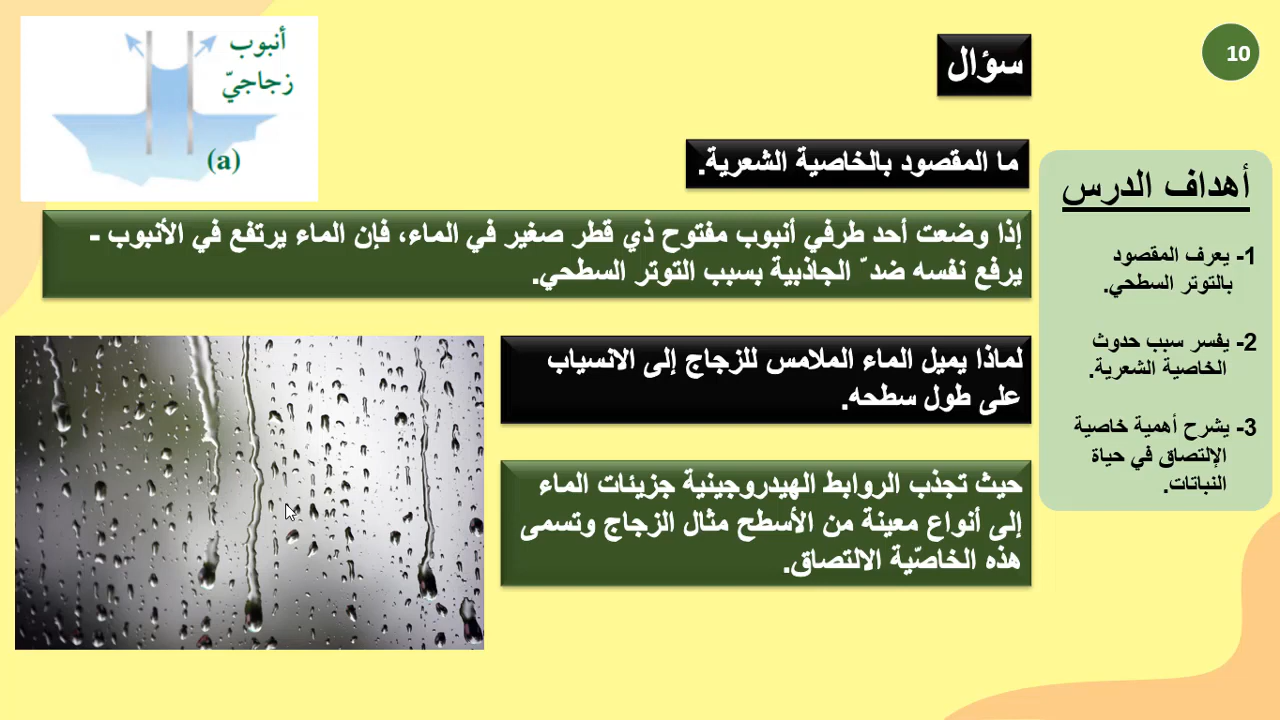 10
سؤال
أنبوب
زجاجيّ
(a)
ما المقصود بالخاصية الشعرية.
إذا وضعت أحد طرفي أنبوب مفتوح ذي قطر صغير في الماء، فإن الماء يرتفع في الأنبوب -
يرفع نفسه ضد ّ الجاذبية بسبب التوتر السطحي.
لماذا يميل الماء الملامس للزجاج إلى الانسياب
على طول سطحه.
حيث تجذب الروابط الهيدروجينية جزيئات الماء
إلى أنواع معينة من الأسطح مثال الزجاج وتسمى
هذه الخاصّية الالتصاق.
أهداف الدرس
1- يعرف المقصود
بالتوتر السطحي.
2- يفسر سبب حدوث
الخاصية الشعرية.
3- يشرح أهمية خاصية
الإلتصاق في حياة
النباتات.